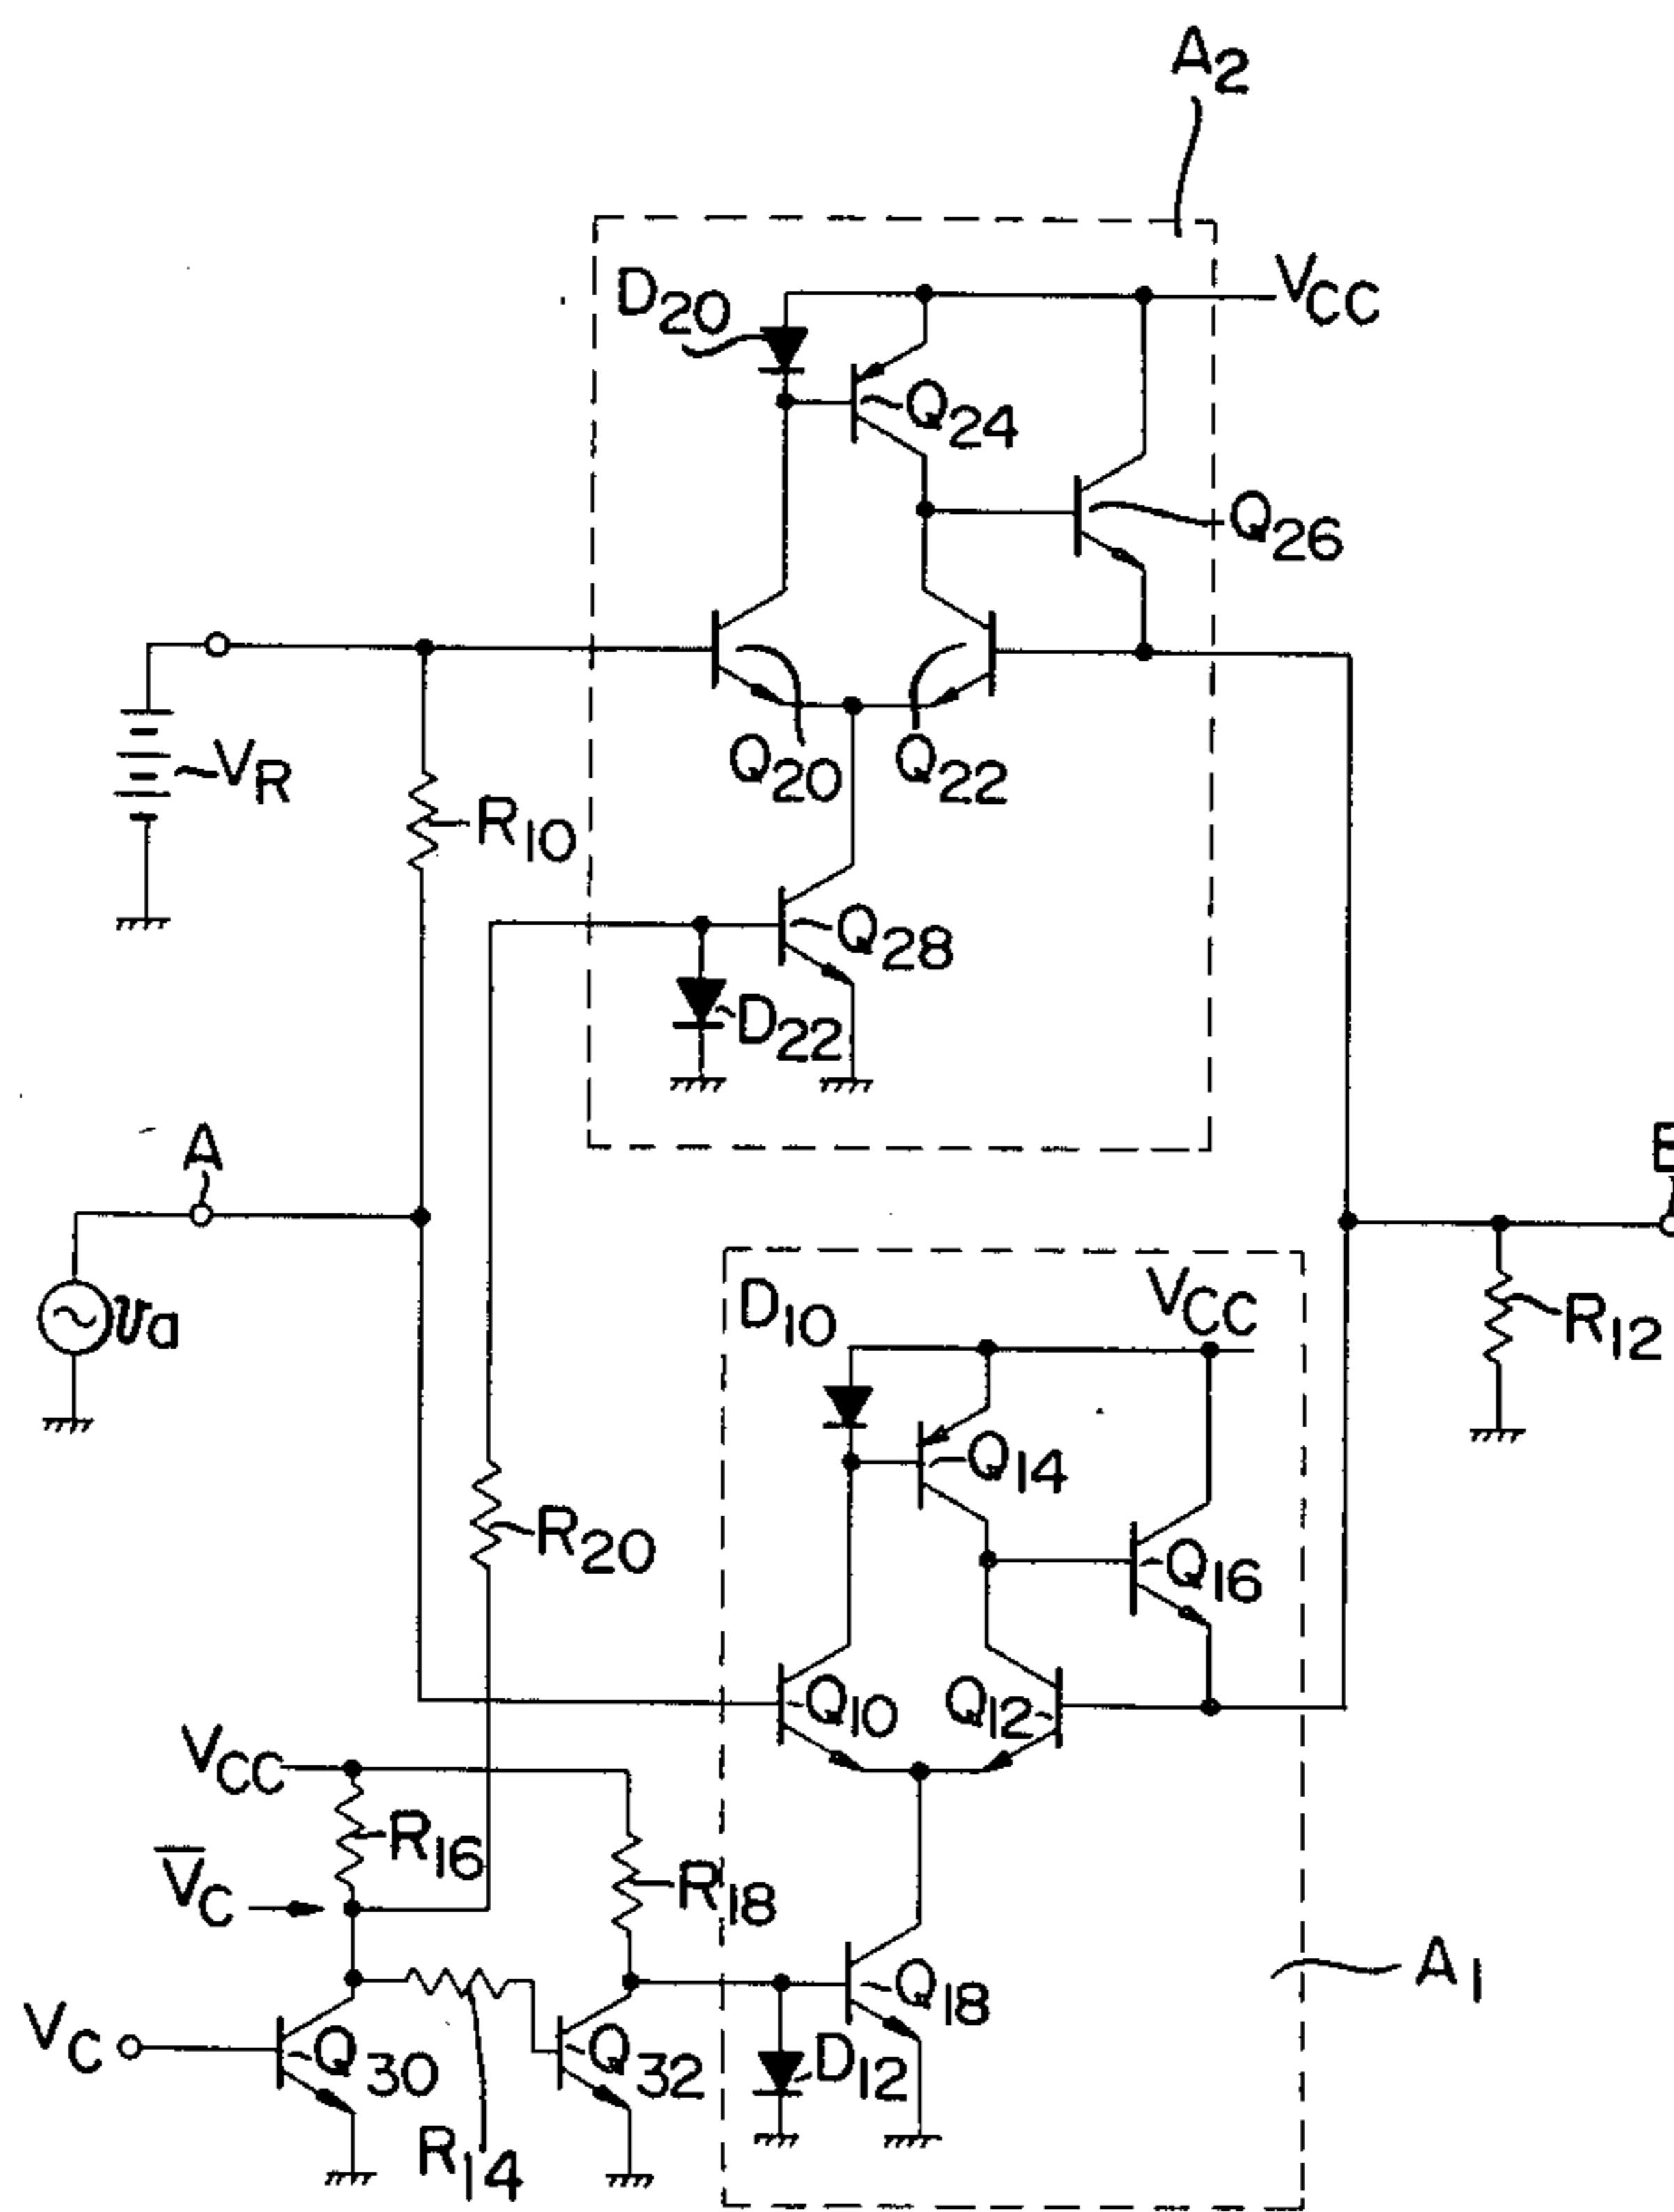 A2
VCC
D20
Q24
Q26
VR
R10
Q20
Q22
Q28
D22
A
va
D10
VCC
R12
Q14
R20
Q16
Q10
Q12
VCC
R16
V̅C
R18
VC
Q30
Q32
Q18
D12
A1
R14